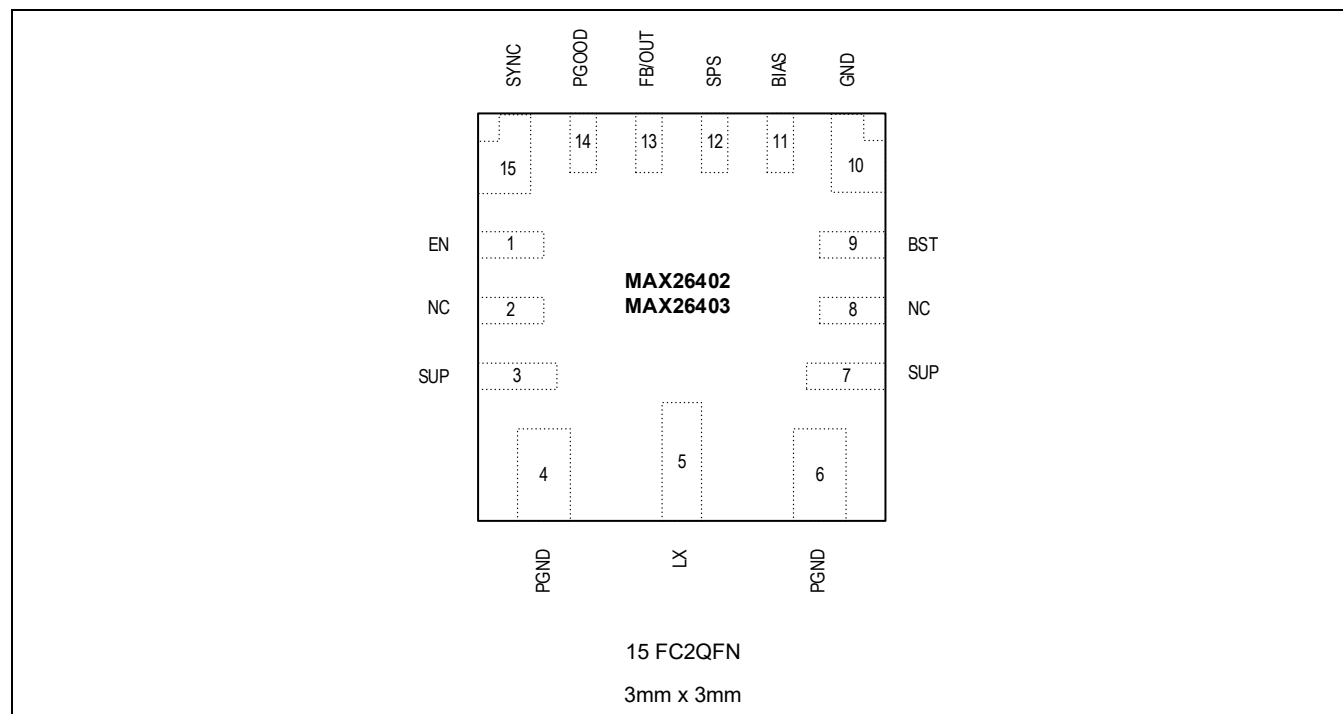 SYNC PGOOD FB/OUT SPS BIAS GND
15 14 13 12 11 10
EN 1 9 BST
MAX26402
MAX26403
NC 2 8 NC
SUP 3 7 SUP
4 5 6
PGND LX PGND
15 FC2QFN
3mm x 3mm